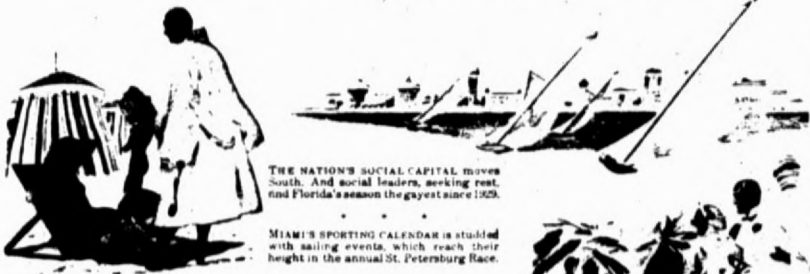 THE NATION'S SOCIAL CAPITAL moves
South. And social leaders, seeking rest,
find Florida's season the gayest since 1929.
MIAMI'S SPORTING CALENDAR is studded
with sailing events, which reach their
height in the annual St. Petersburg Race.